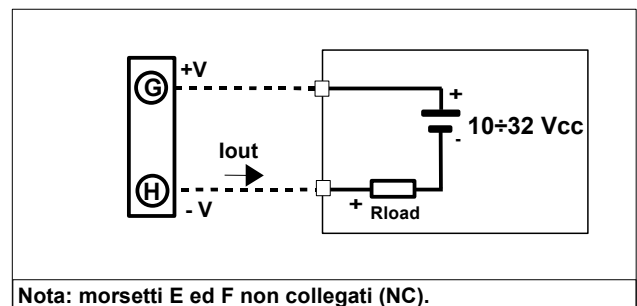 G
+V
+
10÷32 Vcc
-
Iout
H
- V
+
Rload
Nota: morsetti E ed F non collegati (NC).